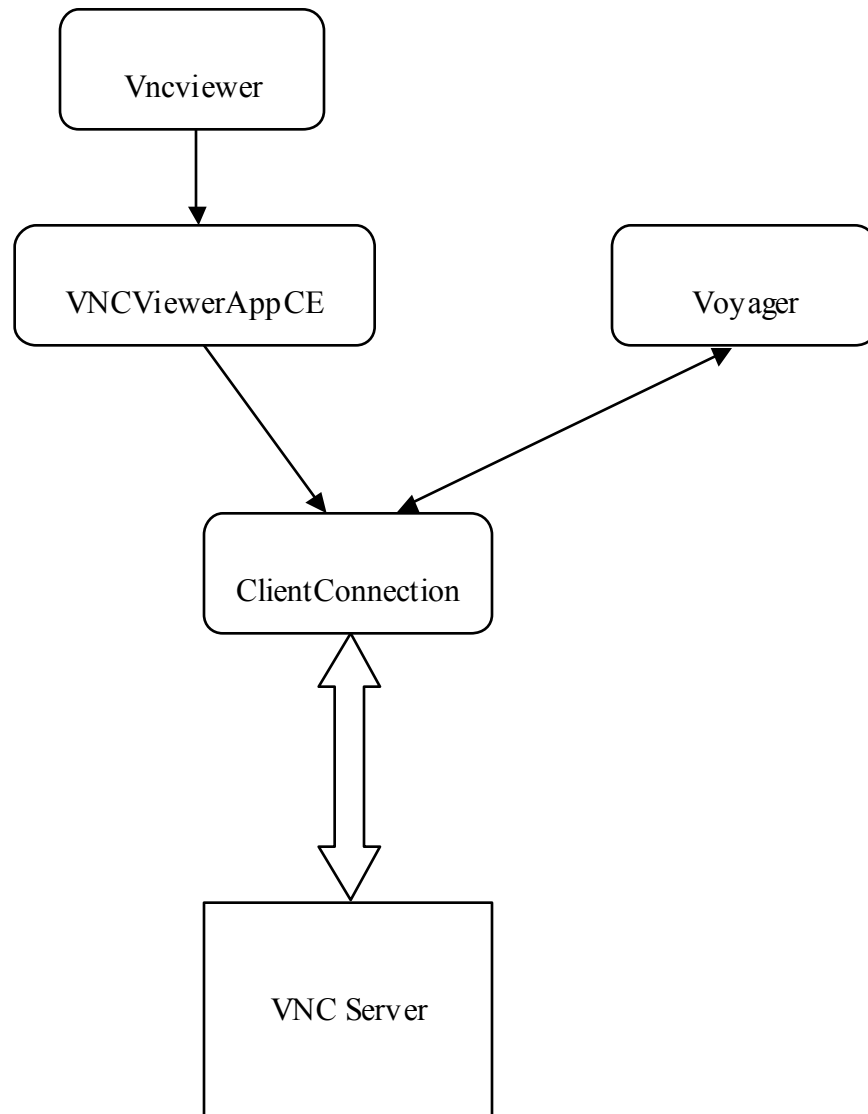 Vncviewer
VNCViewerAppCE
Voyager
ClientConnection
VNC Server